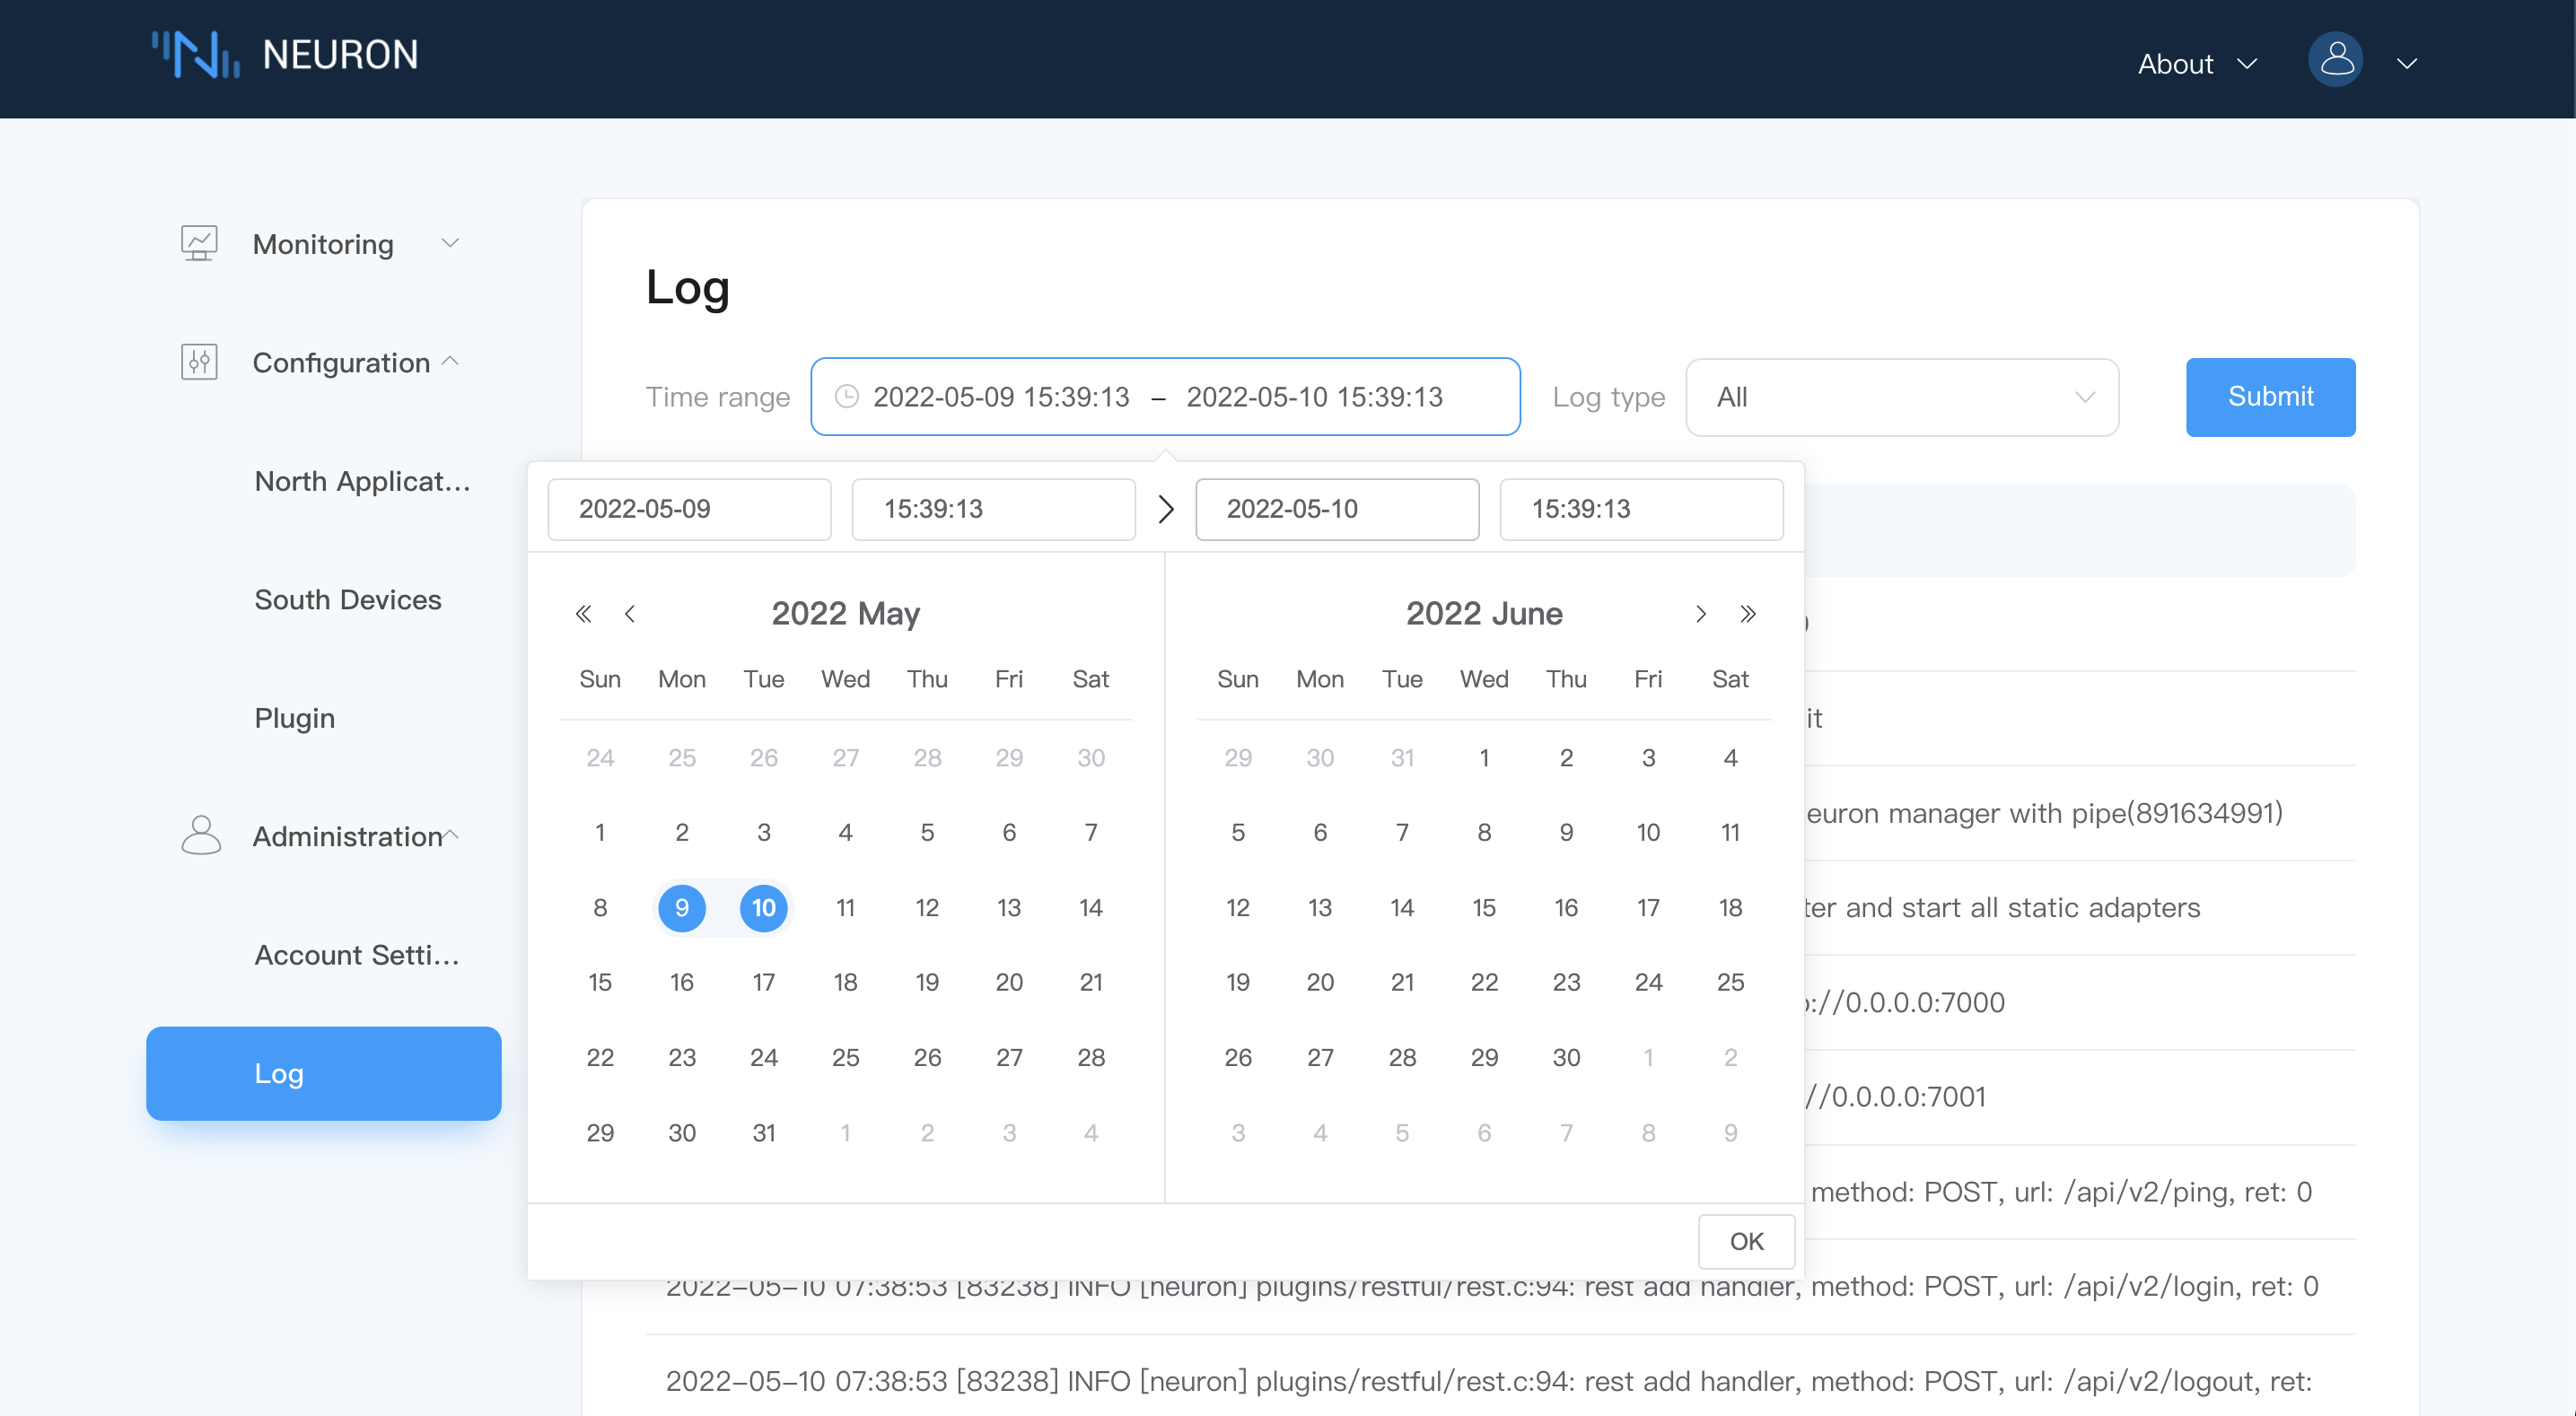 NEURON
About
Monitoring
Configuration
North Applicat...
South Devices
Plugin
Administration
Account Setti...
Log
Log
Time range 2022-05-09 15:39:13 – 2022-05-10 15:39:13 Log type All Submit
2022-05-09 15:39:13 2022-05-10 15:39:13
2022 May
Sun Mon Tue Wed Thu Fri Sat
24 25 26 27 28 29 30
1 2 3 4 5 6 7
8 9 10 11 12 13 14
15 16 17 18 19 20 21
22 23 24 25 26 27 28
29 30 31 1 2 3 4
2022 June
Sun Mon Tue Wed Thu Fri Sat
29 30 31 1 2 3 4
5 6 7 8 9 10 11
12 13 14 15 16 17 18
19 20 21 22 23 24 25
26 27 28 29 30 1 2
3 4 5 6 7 8 9
OK
it
euron manager with pipe(891634991)
ter and start all static adapters
://0.0.0.0:7000
//0.0.0.0:7001
method: POST, url: /api/v2/ping, ret: 0
2022-05-10 07:38:53 [83238] INFO [neuron] plugins/restful/rest.c:94: rest add handler, method: POST, url: /api/v2/login, ret: 0
2022-05-10 07:38:53 [83238] INFO [neuron] plugins/restful/rest.c:94: rest add handler, method: POST, url: /api/v2/logout, ret: